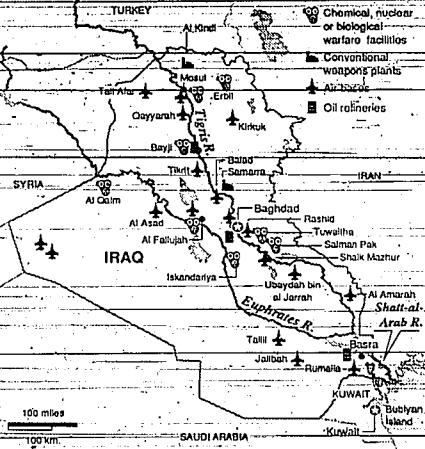 TURKEY
Chemical, nuclear
or biological
warfare facilities
Conventional
weapons plants
Air bases
Oil refineries
Al Kindi
Mosul
Tall Afar
Erbil
Qayyarah
Tigris R.
Kirkuk
Bayji
Tikrit
Balad
Samarra
IRAN
SYRIA
Al Qaim
Baghdad
Al Asad
Rashid
Tuwaitha
Al Fallujah
Salman Pak
IRAQ
Shaik Mazhur
Iskandariya
Ubaydah bin
al Jarrah
Al Amarah
Euphrates R.
Shatt-al-
Arab R.
Tallil
Basra
Jalibah
Rumaila
KUWAIT
Bubiyan
Island
100 miles
100 km.
Kuwait
SAUDI ARABIA